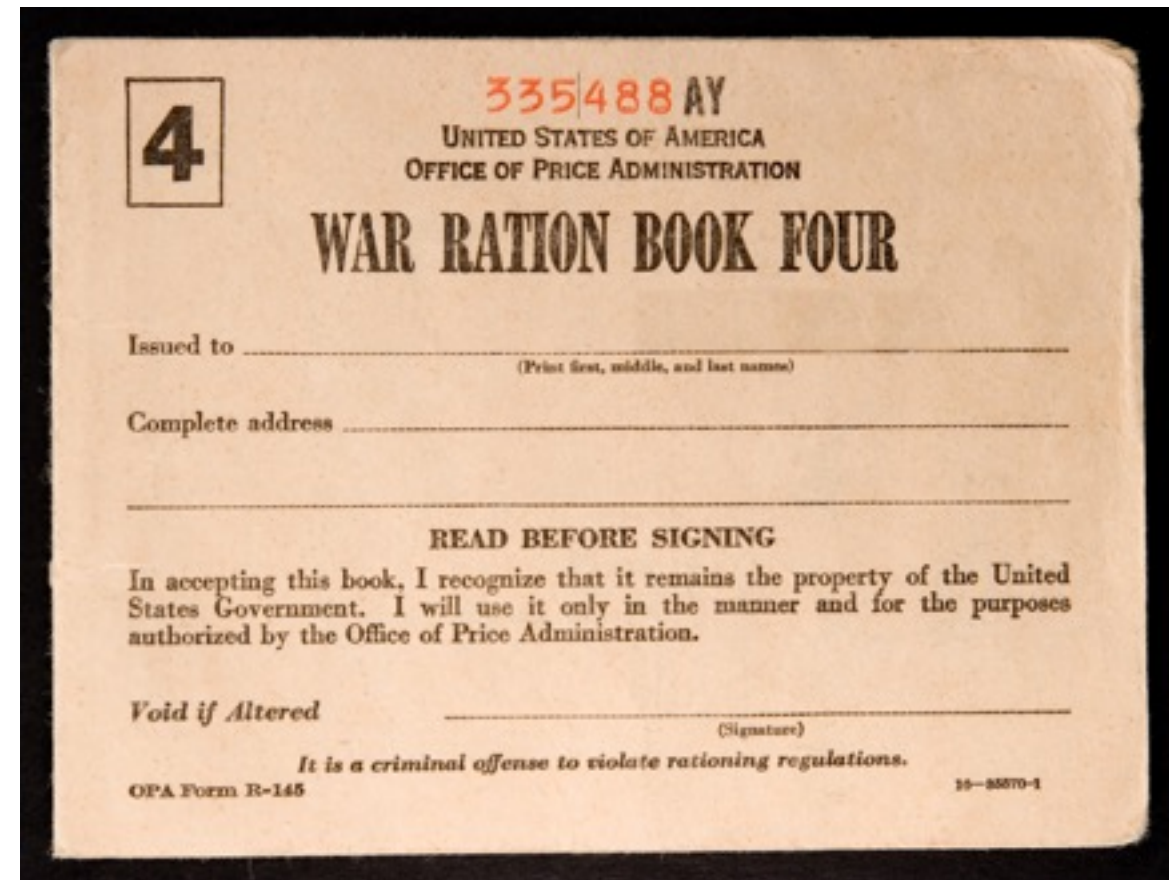 4
335488 AY
UNITED STATES OF AMERICA
OFFICE OF PRICE ADMINISTRATION
WAR RATION BOOK FOUR
Issued to
(Print first, middle, and last names)
Complete address
READ BEFORE SIGNING
In accepting this book, I recognize that it remains the property of the United
States Government. I will use it only in the manner and for the purposes
authorized by the Office of Price Administration.
Void if Altered
(Signature)
It is a criminal offense to violate rationing regulations.
OPA Form R-145